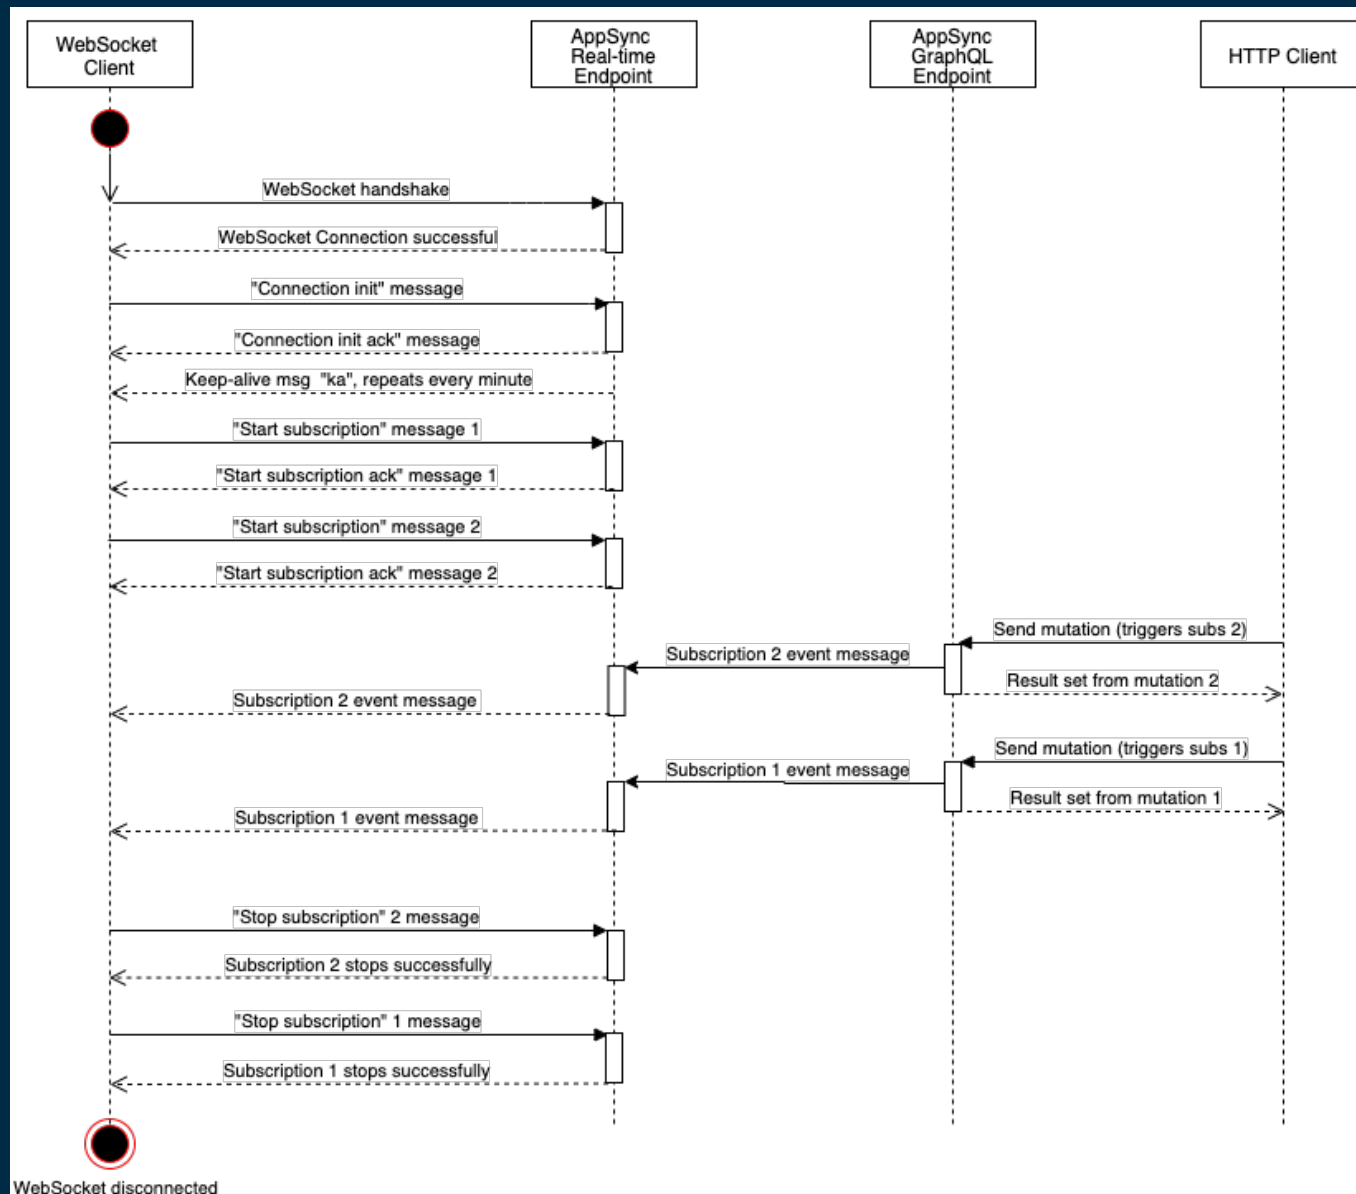 WebSocket
Client
AppSync
Real-time
Endpoint
AppSync
GraphQL
Endpoint
HTTP Client
WebSocket handshake
WebSocket Connection successful
"Connection init" message
"Connection init ack" message
Keep-alive msg "ka", repeats every minute
"Start subscription" message 1
"Start subscription ack" message 1
"Start subscription" message 2
"Start subscription ack" message 2
Send mutation (triggers subs 2)
Subscription 2 event message
Result set from mutation 2
Subscription 2 event message
Send mutation (triggers subs 1)
Subscription 1 event message
Result set from mutation 1
Subscription 1 event message
"Stop subscription" 2 message
Subscription 2 stops successfully
"Stop subscription" 1 message
Subscription 1 stops successfully
WebSocket disconnected